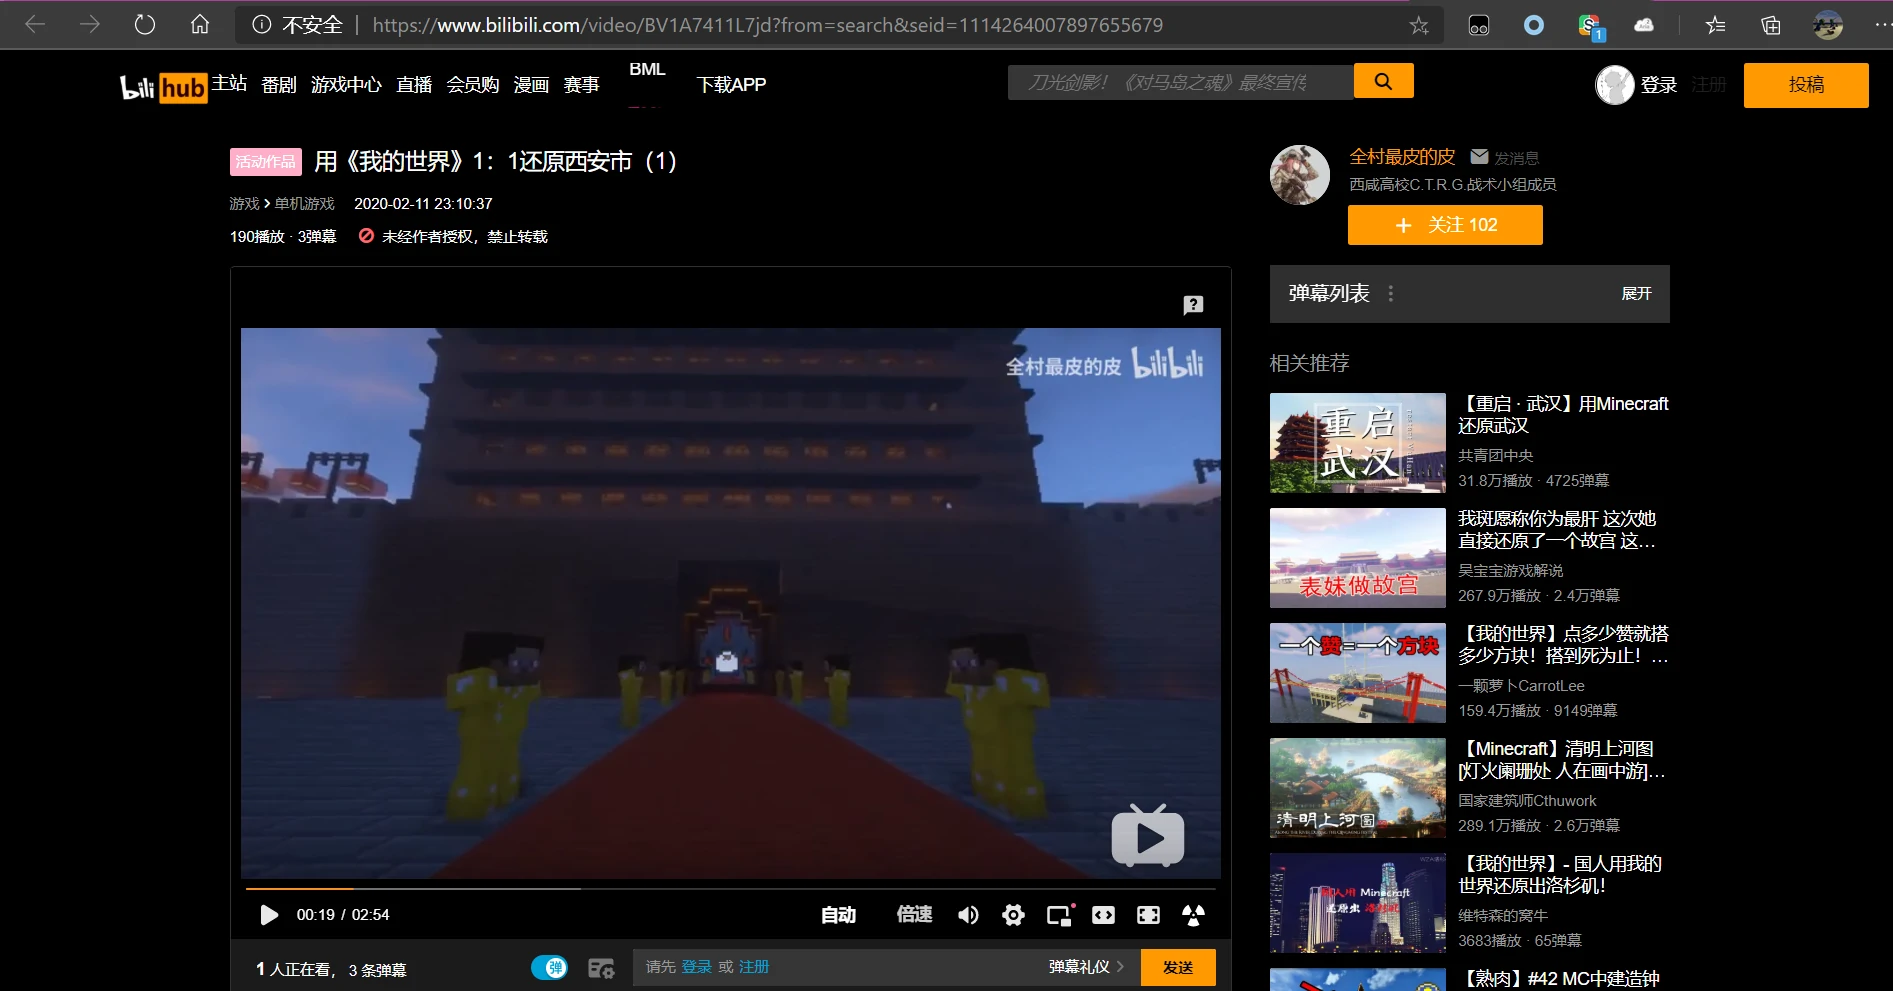 不安全 https://www.bilibili.com/video/BV1A7411L7jd?from=search&seid=11142640078976​55679
bili hub 主站 番剧 游戏中心 直播 会员购 漫画 赛事 BML 下载APP
刀光剑影！《对马岛之魂》最终宣传
登录 注册 投稿
活动作品 用《我的世界》1：1还原西安市（1）
游戏 单机游戏 2020-02-11 23:10:37
190播放 · 3弹幕 未经作者授权，禁止转载
全村最皮的皮 bilibili
00:19 / 02:54 自动 倍速
1 人正在看， 3 条弹幕 弹 请先 登录 或 注册 弹幕礼仪 发送
全村最皮的皮 发消息
西咸高校C.T.R.G.战术小组成员
关注 102
弹幕列表 展开
相关推荐
重启
武汉
【重启 · 武汉】用Minecraft
还原武汉
共青团中央
31.8万播放 · 4725弹幕
表妹做故宫
我斑愿称你为最肝 这次她
直接还原了一个故宫 这…
吴宝宝游戏解说
267.9万播放 · 2.4万弹幕
一个赞=一个方块
【我的世界】点多少赞就搭
多少方块！搭到死为止！…
一颗萝卜CarrotLee
159.4万播放 · 9149弹幕
清明上河图
【Minecraft】清明上河图
[灯火阑珊处 人在画中游]…
国家建筑师Cthuwork
289.1万播放 · 2.6万弹幕
国人用 Minecraft
还原出 洛杉矶
【我的世界】- 国人用我的
世界还原出洛杉矶！
维特森的窝牛
3683播放 · 65弹幕
【熟肉】#42 MC中建造钟